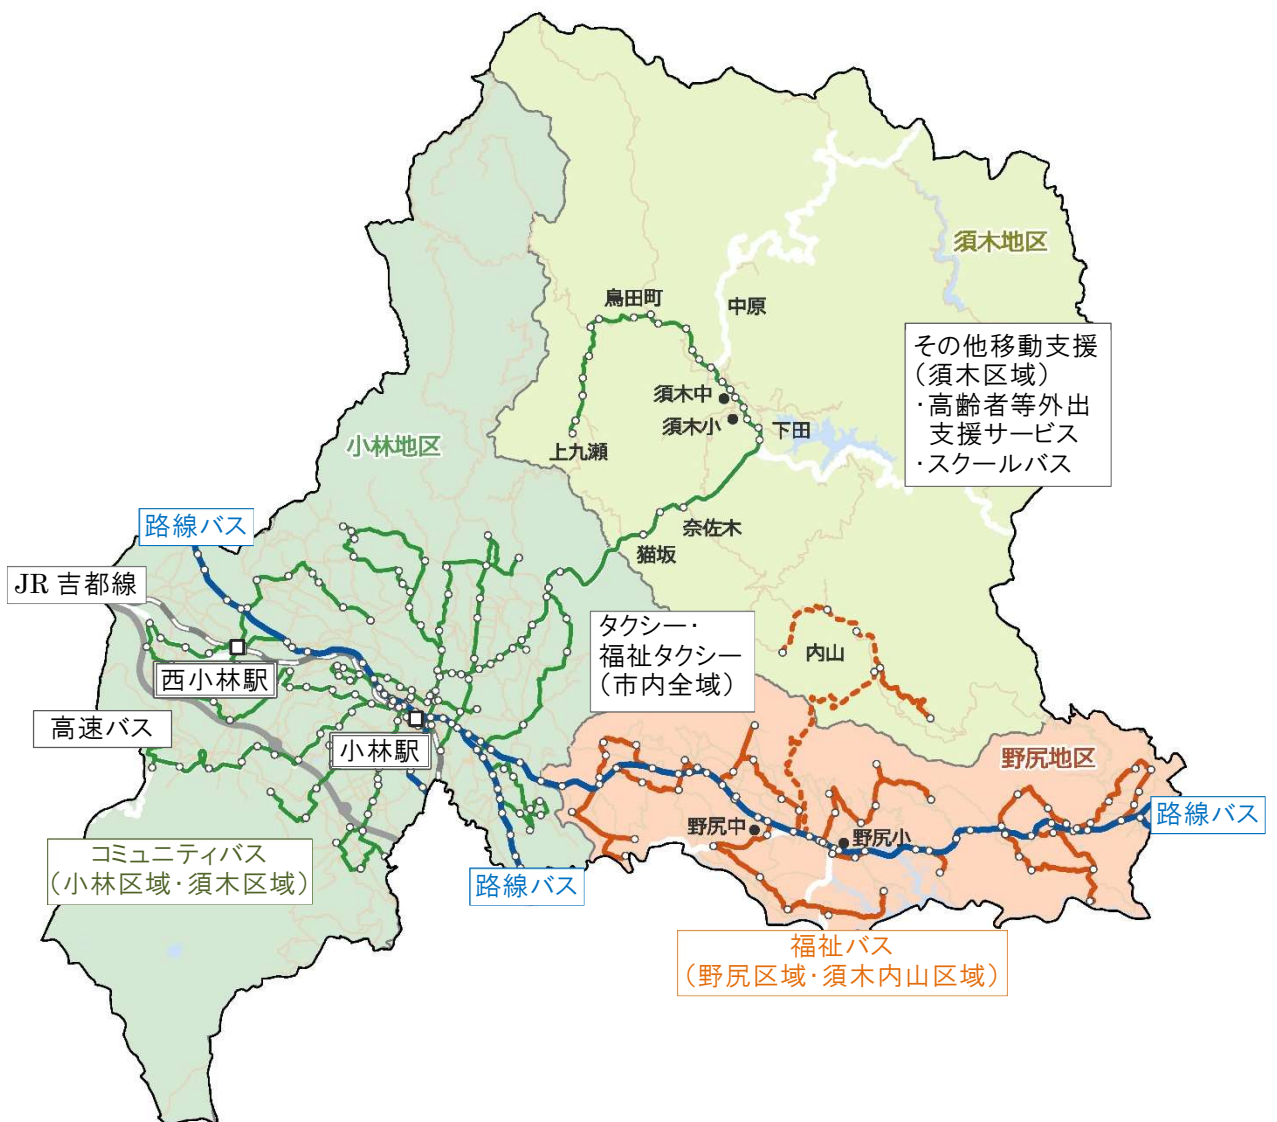 須木地区
鳥田町
中原
その他移動支援
（須木区域）
・高齢者等外出
支援サービス
・スクールバス
須木中
須木小
下田
小林地区
上九瀬
路線バス
奈佐木
猫坂
JR 吉都線
タクシー・
福祉タクシー
（市内全域）
内山
西小林駅
高速バス
小林駅
野尻地区
路線バス
野尻中
野尻小
コミュニティバス
（小林区域・須木区域）
路線バス
福祉バス
（野尻区域・須木内山区域）